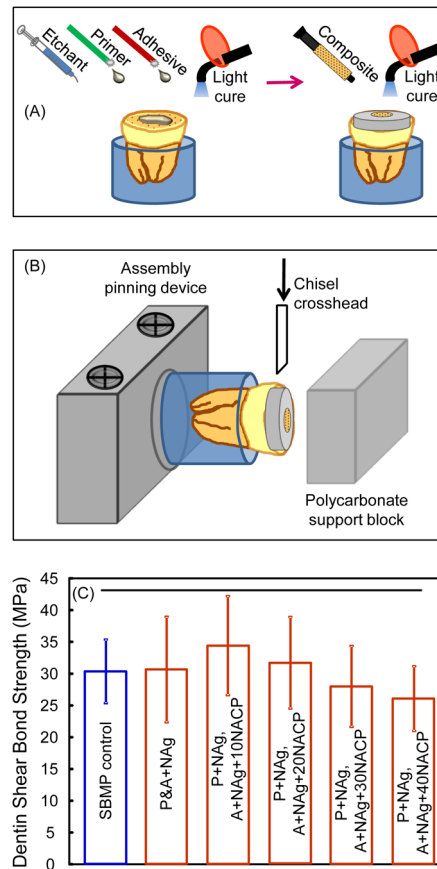 Etchant
Primer
Adhesive
Light
cure
Composite
Light
cure
(A)
(B)
Assembly
pinning device
Chisel
crosshead
Polycarbonate
support block
(C)
Dentin Shear Bond Strength (MPa)
45
40
35
30
25
20
15
10
5
0
SBMP control
P&A+NAg
P+NAg,
A+NAg+10NACP
P+NAg,
A+NAg+20NACP
P+NAg,
A+NAg+30NACP
P+NAg,
A+NAg+40NACP